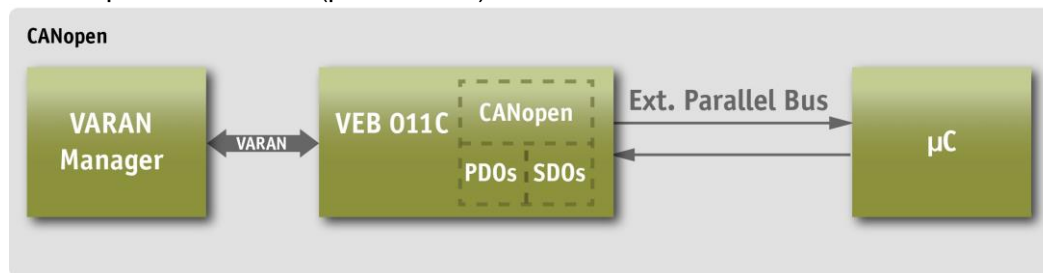 CANopen
VARAN
Manager
VARAN
VEB 011C
CANopen
PDOs
SDOs
Ext. Parallel Bus
µC